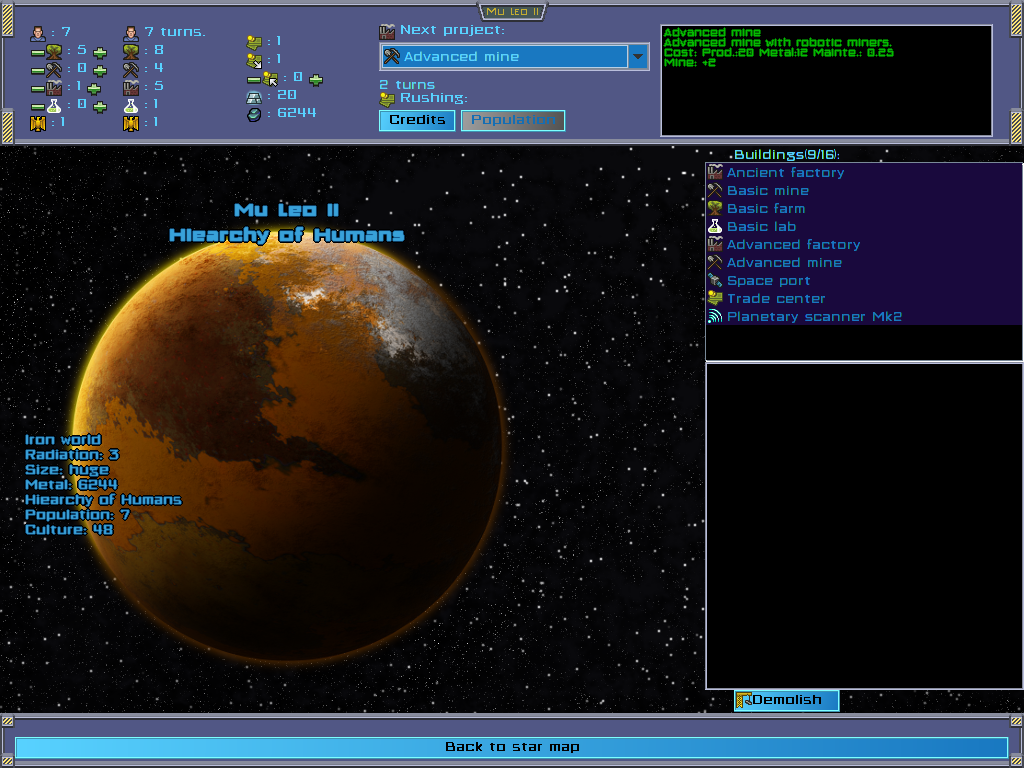 Mu Leo II
: 7
: 5
: 0
: 1
: 0
: 1
7 turns.
: 8
: 4
: 5
: 1
: 1
: 1
: 1
: 0
: 20
: 6244
Next project:
Advanced mine
2 turns
Rushing:
Credits
Population
Advanced mine
Advanced mine with robotic miners.
Cost: Prod.:20 Metal:12 Mainte.: 0.25
Mine: +2
Buildings(9/16):
Ancient factory
Basic mine
Basic farm
Basic lab
Advanced factory
Advanced mine
Space port
Trade center
Planetary scanner Mk2
Mu Leo II
Hiearchy of Humans
Iron world
Radiation: 3
Size: huge
Metal: 6244
Hiearchy of Humans
Population: 7
Culture: 48
Demolish
Back to star map